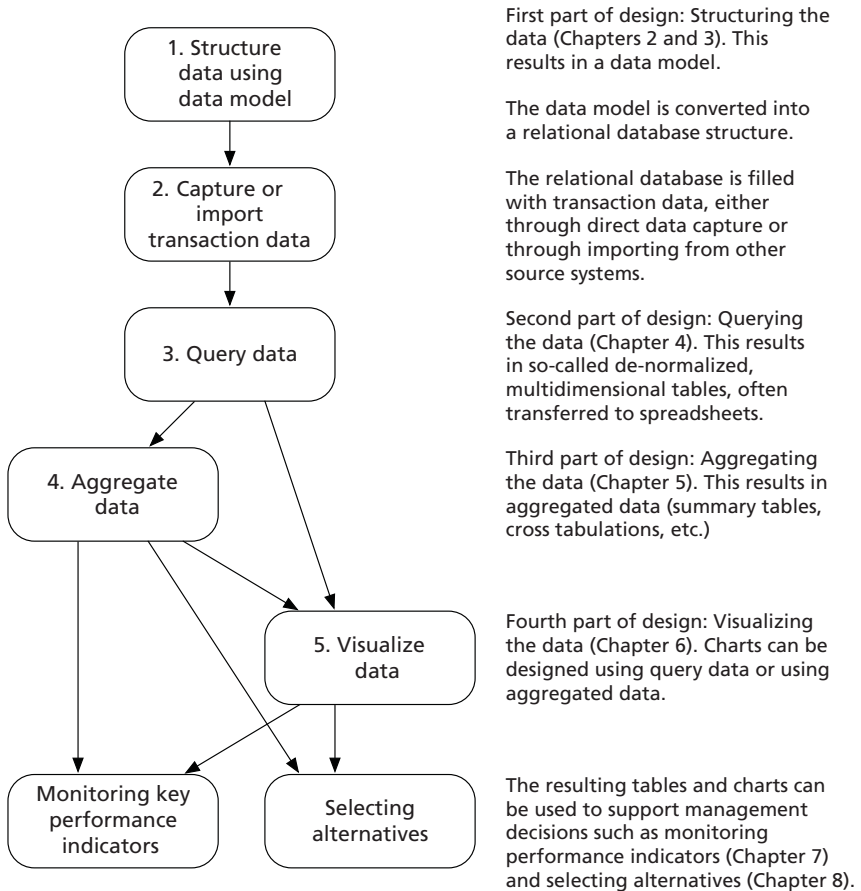 1. Structure
data using
data model
First part of design: Structuring the
data (Chapters 2 and 3). This
results in a data model.
The data model is converted into
a relational database structure.
2. Capture or
import
transaction data
The relational database is filled
with transaction data, either
through direct data capture or
through importing from other
source systems.
3. Query data
Second part of design: Querying
the data (Chapter 4). This results
in so-called de-normalized,
multidimensional tables, often
transferred to spreadsheets.
4. Aggregate
data
Third part of design: Aggregating
the data (Chapter 5). This results in
aggregated data (summary tables,
cross tabulations, etc.)
5. Visualize
data
Fourth part of design: Visualizing
the data (Chapter 6). Charts can be
designed using query data or using
aggregated data.
Monitoring key
performance
indicators
Selecting
alternatives
The resulting tables and charts can
be used to support management
decisions such as monitoring
performance indicators (Chapter 7)
and selecting alternatives (Chapter 8).